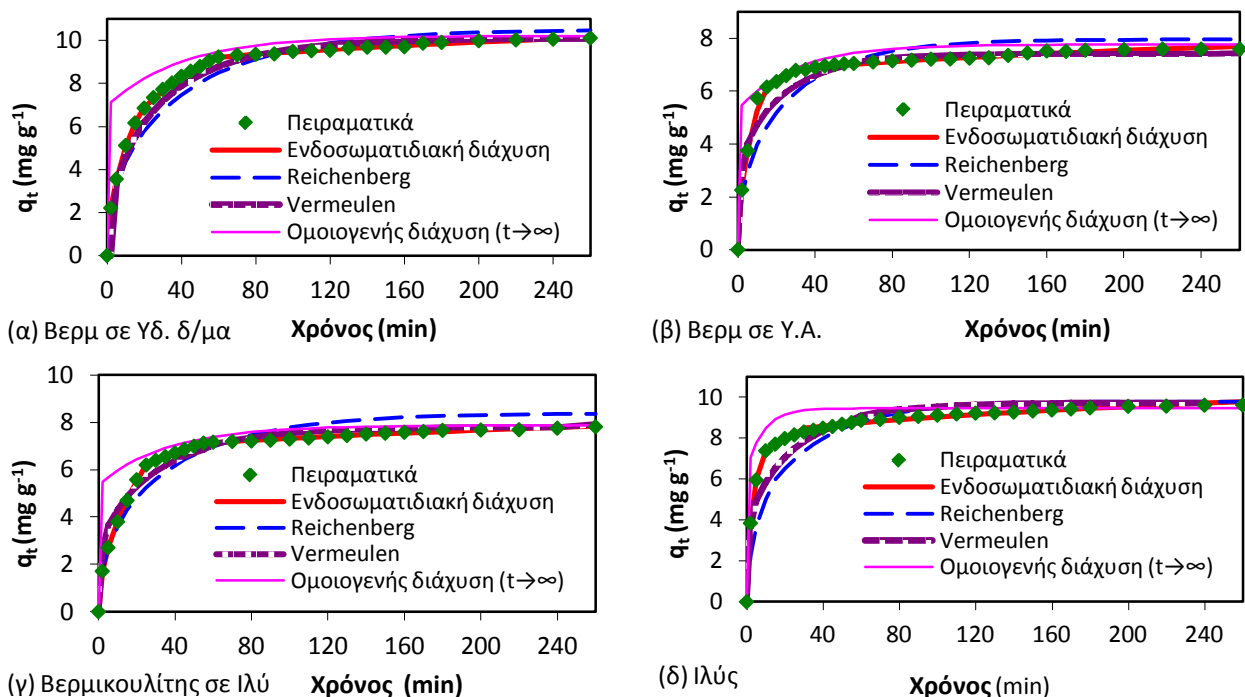 12
10
8
6
4
2
0
qt (mg g-1)
Πειραματικά
Ενδοσωματιδιακή διάχυση
Reichenberg
Vermeulen
Ομοιογενής διάχυση (t→∞)
0 40 80 120 160 200 240
(α) Βερμ σε Υδ. δ/μα Χρόνος (min)
8
6
4
2
0
qt (mg g-1)
Πειραματικά
Ενδοσωματιδιακή διάχυση
Reichenberg
Vermeulen
Ομοιογενής διάχυση (t→∞)
0 40 80 120 160 200 240
(β) Βερμ σε Υ.Α. Χρόνος (min)
10
8
6
4
2
0
qt (mg g-1)
Πειραματικά
Ενδοσωματιδιακή διάχυση
Reichenberg
Vermeulen
Ομοιογενής διάχυση (t→∞)
0 40 80 120 160 200 240
(γ) Βερμικουλίτης σε Ιλύ Χρόνος (min)
10
8
6
4
2
0
qt (mg g-1)
Πειραματικά
Ενδοσωματιδιακή διάχυση
Reichenberg
Vermeulen
Ομοιογενής διάχυση (t→∞)
0 40 80 120 160 200 240
(δ) Ιλύς Χρόνος (min)